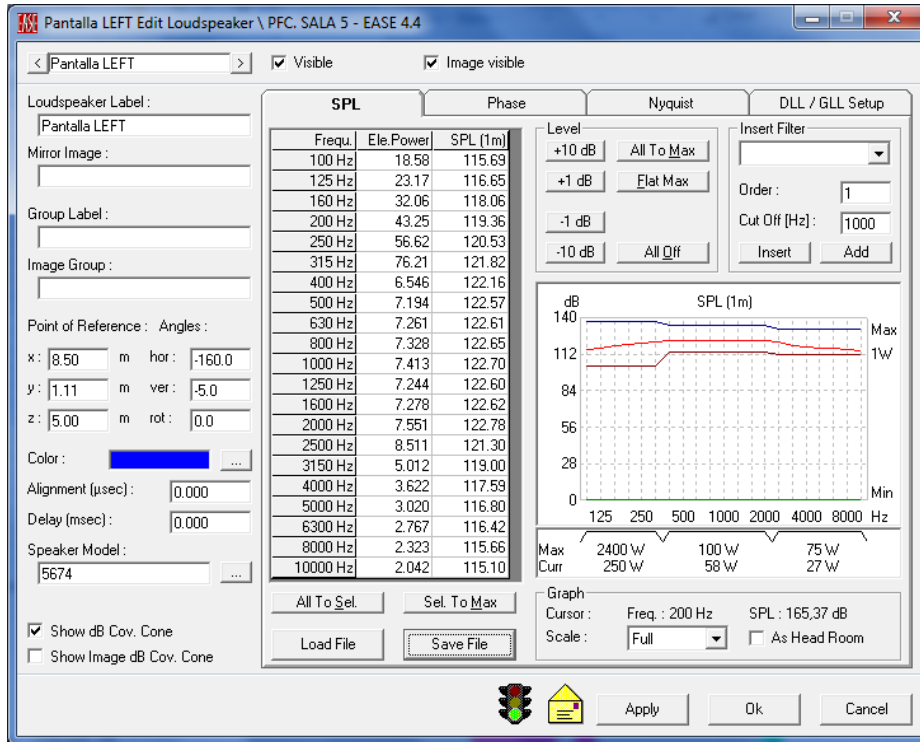 EASE Pantalla LEFT Edit Loudspeaker \ PFC. SALA 5 - EASE 4.4
< Pantalla LEFT > Visible Image visible
Loudspeaker Label :
Pantalla LEFT
Mirror Image :
Group Label :
Image Group :
Point of Reference : Angles :
x : 8.50 m hor : -160.0
y : 1.11 m ver : -5.0
z : 5.00 m rot : 0.0
Color : ...
Alignment (µsec) : 0.000
Delay (msec) : 0.000
Speaker Model :
5674 ...
Show dB Cov. Cone
Show Image dB Cov. Cone
SPL Phase Nyquist DLL / GLL Setup
Frequ. Ele.Power SPL (1m)
100 Hz 18.58 115.69
125 Hz 23.17 116.65
160 Hz 32.06 118.06
200 Hz 43.25 119.36
250 Hz 56.62 120.53
315 Hz 76.21 121.82
400 Hz 6.546 122.16
500 Hz 7.194 122.57
630 Hz 7.261 122.61
800 Hz 7.328 122.65
1000 Hz 7.413 122.70
1250 Hz 7.244 122.60
1600 Hz 7.278 122.62
2000 Hz 7.551 122.78
2500 Hz 8.511 121.30
3150 Hz 5.012 119.00
4000 Hz 3.622 117.59
5000 Hz 3.020 116.80
6300 Hz 2.767 116.42
8000 Hz 2.323 115.66
10000 Hz 2.042 115.10
All To Sel. Sel. To Max
Load File Save File
Level
+10 dB All To Max
+1 dB Flat Max
-1 dB
-10 dB All Off
Insert Filter
Order : 1
Cut Off [Hz] : 1000
Insert Add
dB SPL (1m)
140 Max
112 1W
84
56
28
0 Min
125 250 500 1000 2000 4000 8000 Hz
Max 2400 W 100 W 75 W
Curr 250 W 58 W 27 W
Graph
Cursor : Freq. : 200 Hz SPL : 165,37 dB
Scale : Full As Head Room
Apply Ok Cancel